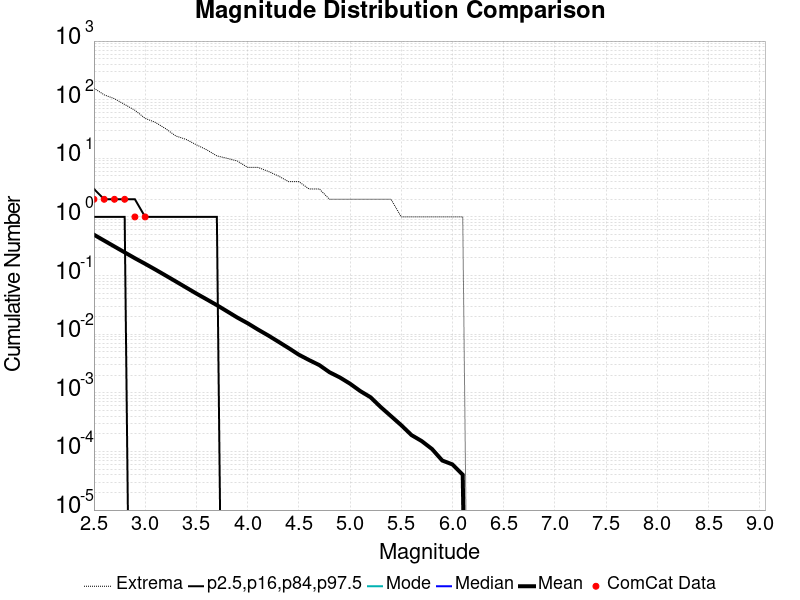 Magnitude Distribution Comparison
10^3
10^2
10^1
10^0
10^-1
10^-2
10^-3
10^-4
10^-5
Cumulative Number
2.5 3.0 3.5 4.0 4.5 5.0 5.5 6.0 6.5 7.0 7.5 8.0 8.5 9.0
Magnitude
Extrema p2.5,p16,p84,p97.5 Mode Median Mean ComCat Data